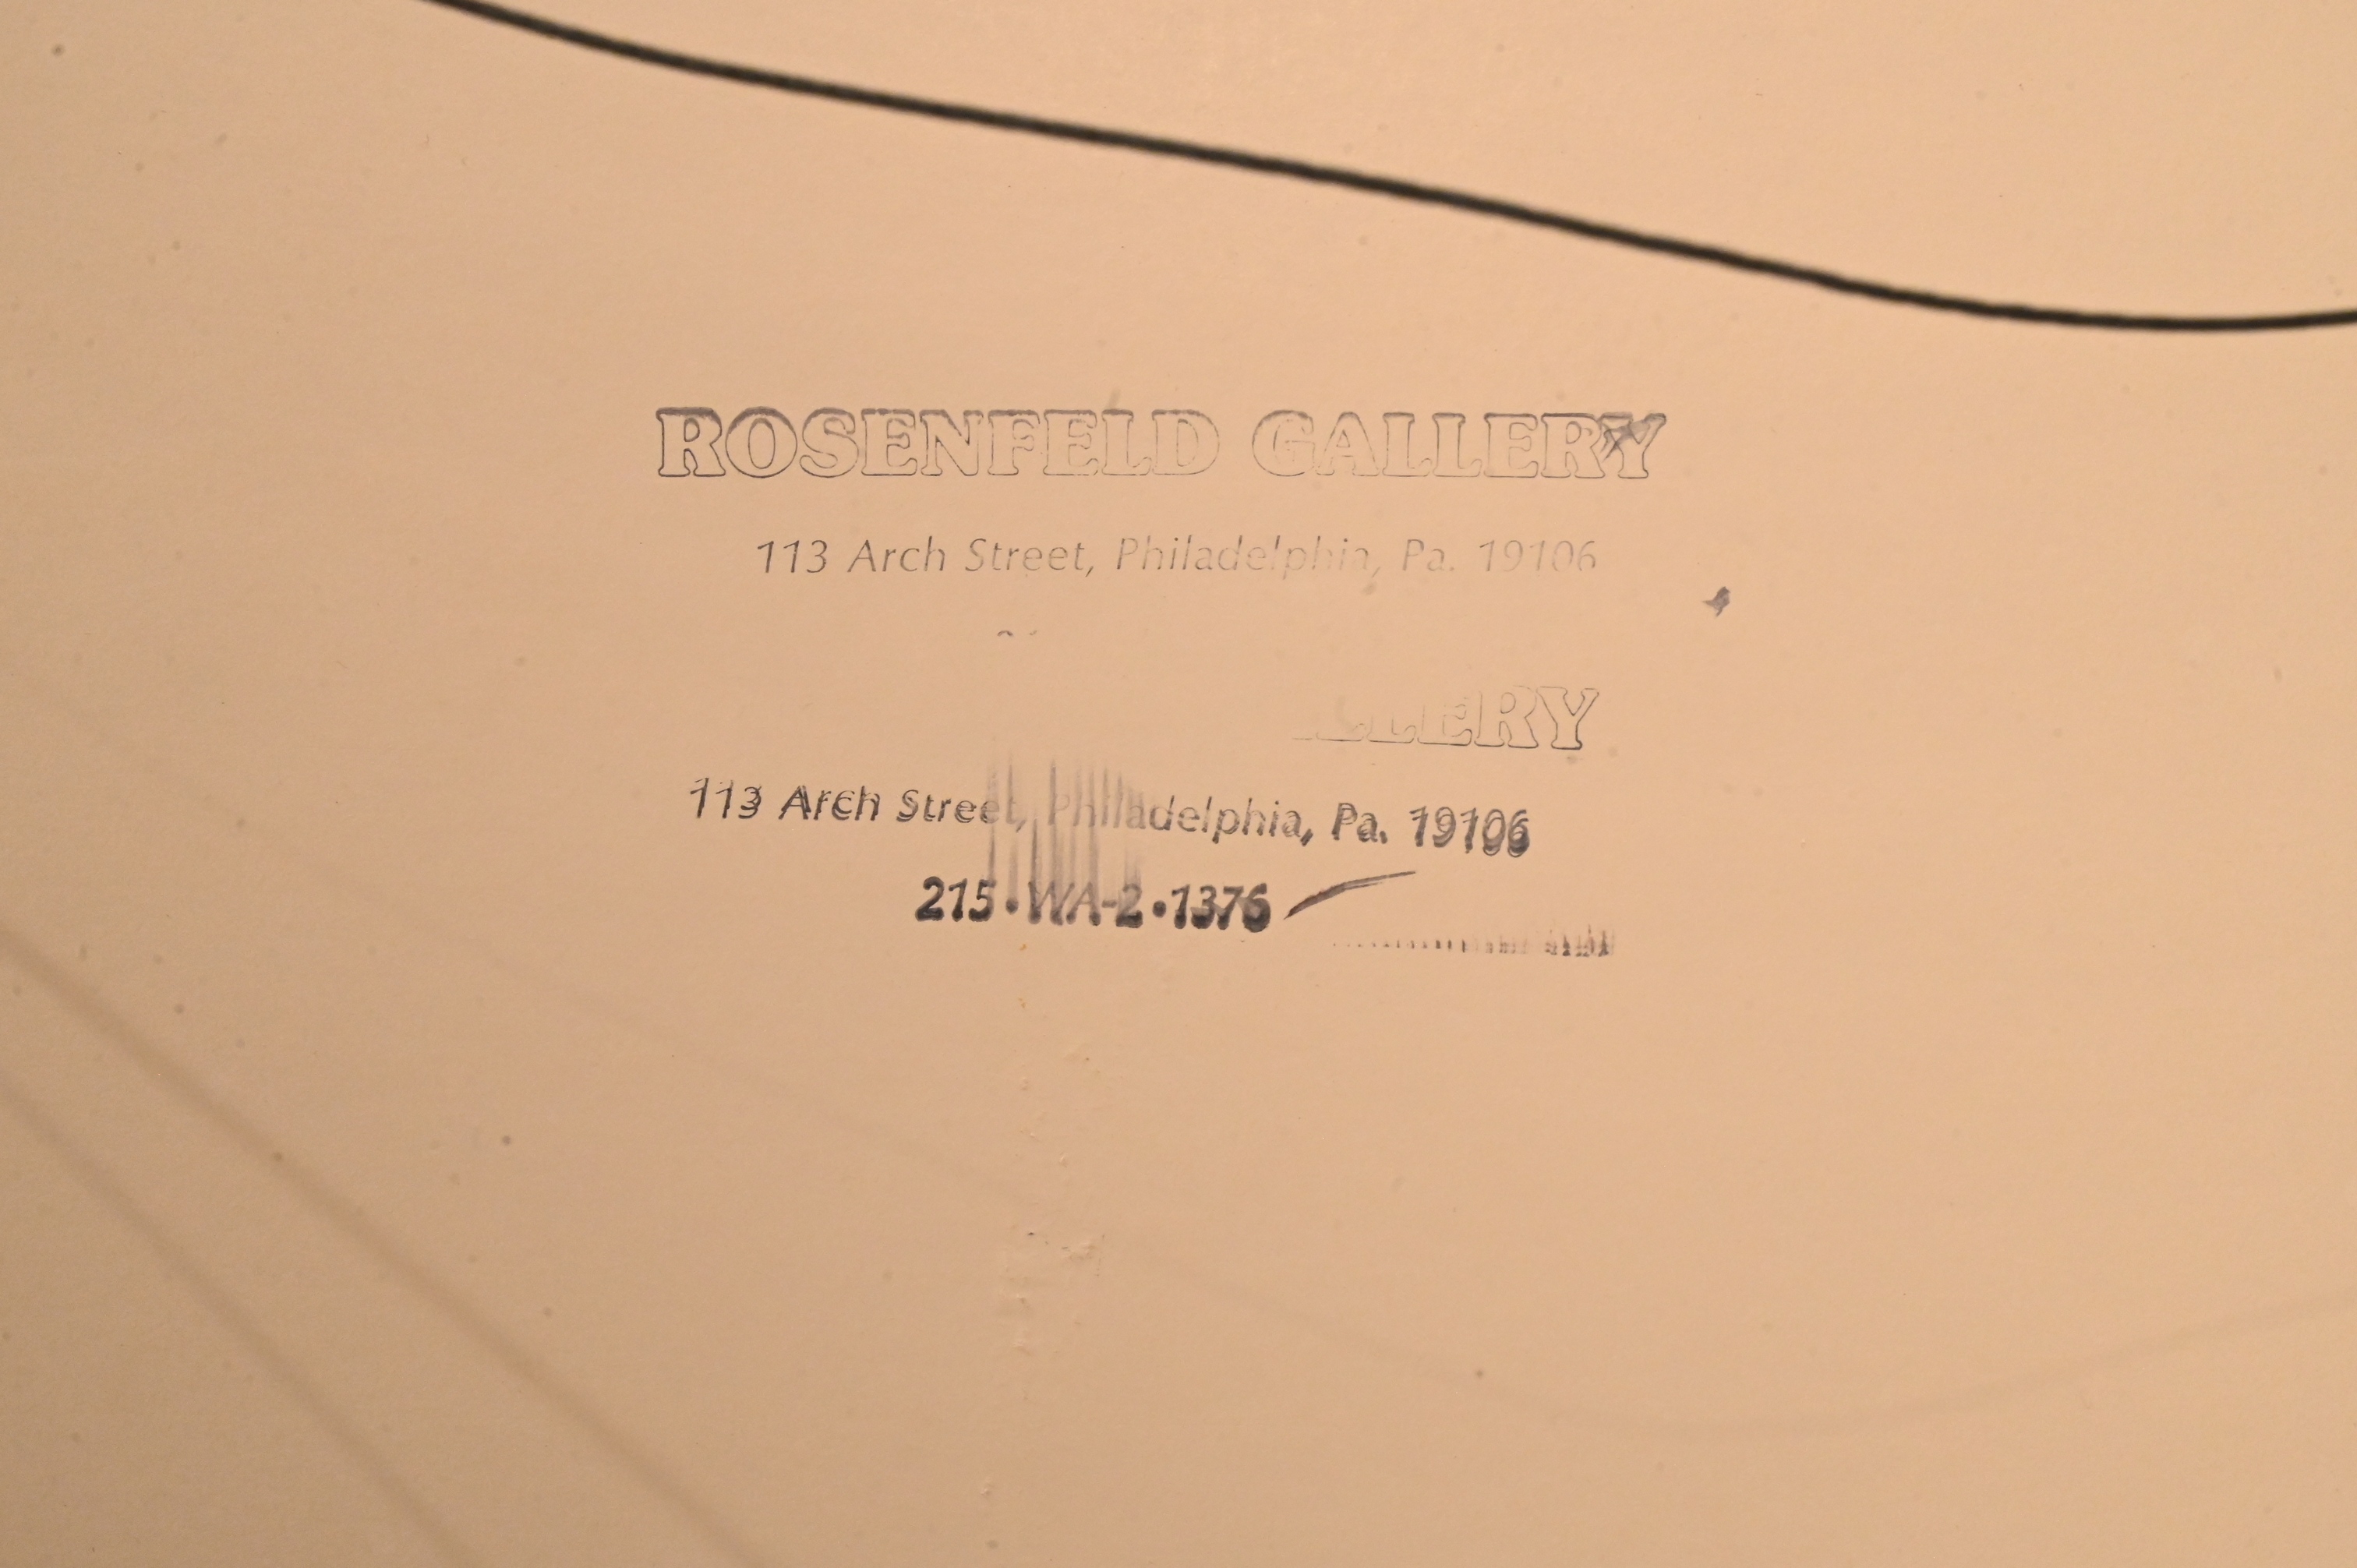 ROSENFELD GALLERY
113 Arch Street, Philadelphia, Pa. 19106
LLERY
113 Arch Street, Philadelphia, Pa. 19106
215•WA-2•1376